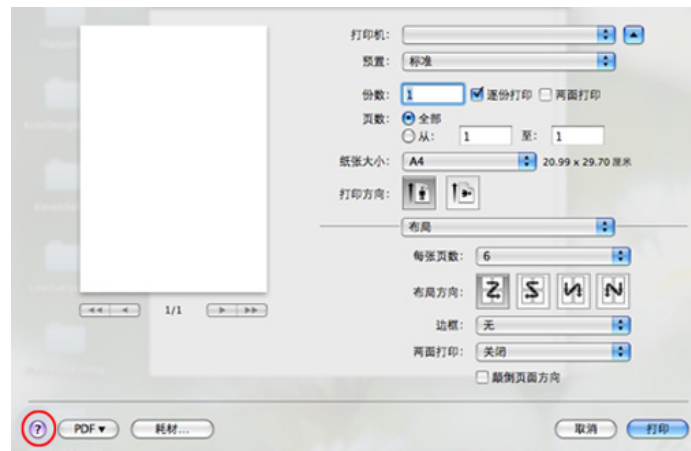 打印机:
预置: 标准
份数: 1 逐份打印 两面打印
页数: 全部
从: 1 至: 1
纸张大小: A4 20.99 x 29.70 厘米
打印方向:
布局
每张页数: 6
布局方向:
边框: 无
两面打印: 关闭
颠倒页面方向
1/1
? PDF▼ 耗材... 取消 打印